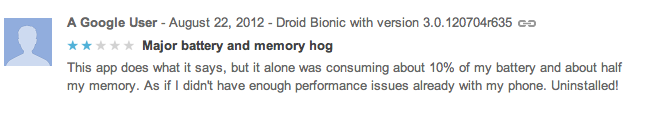 A Google User - August 22, 2012 - Droid Bionic with version 3.0.120704r635
Major battery and memory hog
This app does what it says, but it alone was consuming about 10% of my battery and about half
my memory. As if I didn't have enough performance issues already with my phone. Uninstalled!